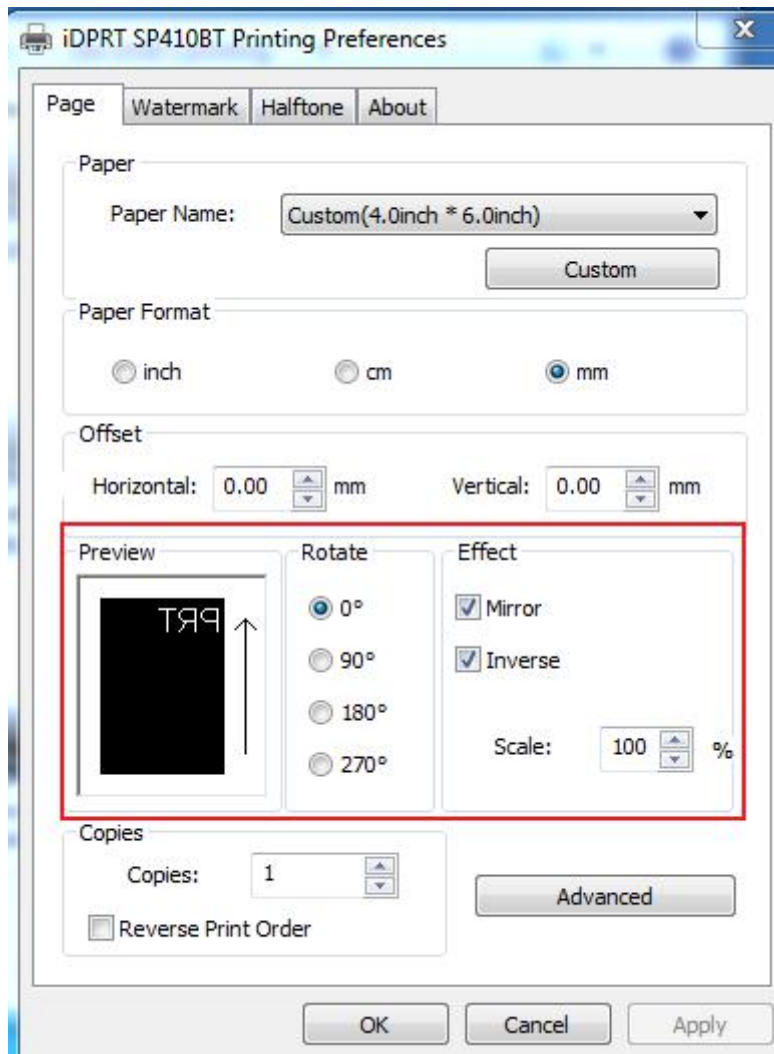 iDPRT SP410BT Printing Preferences
Page Watermark Halftone About
Paper
Paper Name: Custom(4.0inch * 6.0inch)
Custom
Paper Format
inch cm mm
Offset
Horizontal: 0.00 mm Vertical: 0.00 mm
Preview Rotate Effect
PRT
0° Mirror
90° Inverse
180°
Scale: 100 %
270°
Copies
Copies: 1
Advanced
Reverse Print Order
OK Cancel Apply